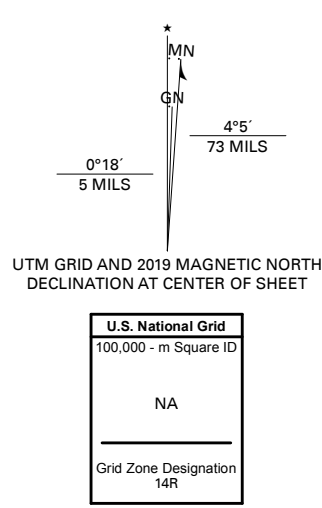 ★
MN
GN
4°5´
73 MILS
0°18´
5 MILS
UTM GRID AND 2019 MAGNETIC NORTH
DECLINATION AT CENTER OF SHEET
U.S. National Grid
100,000 - m Square ID
NA
Grid Zone Designation
14R